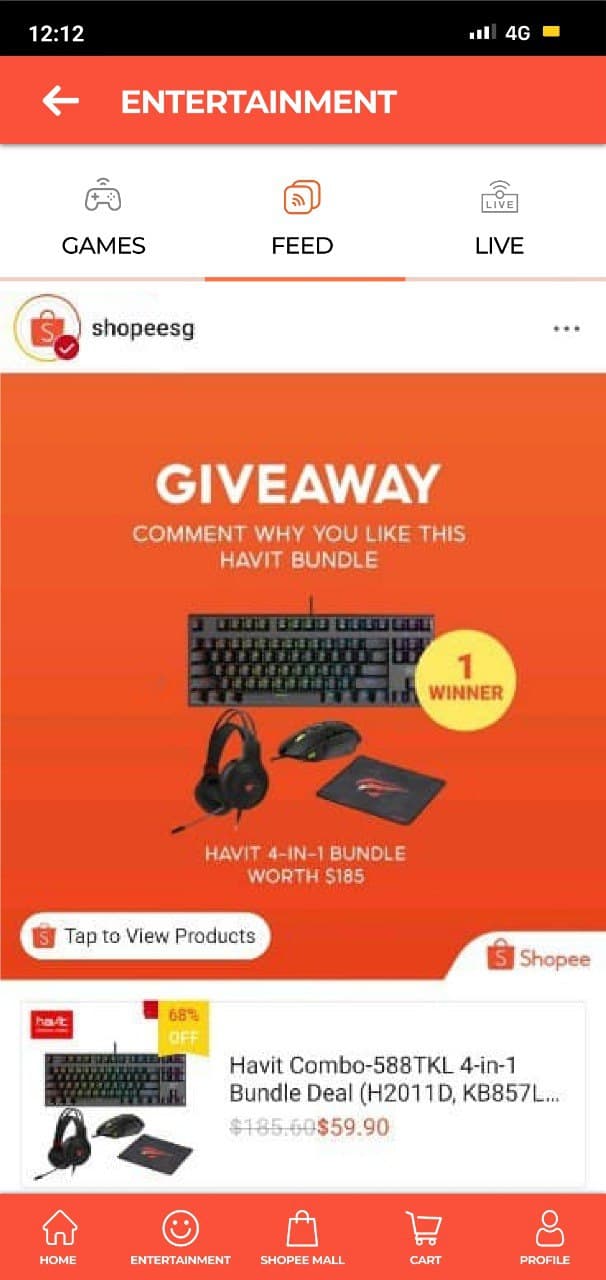 12:12
4G
ENTERTAINMENT
GAMES
FEED
LIVE
LIVE
shopeesg
GIVEAWAY
COMMENT WHY YOU LIKE THIS
HAVIT BUNDLE
1
WINNER
HAVIT 4-IN-1 BUNDLE
WORTH $185
S Tap to View Products
S Shopee
havit
68%
OFF
Havit Combo-588TKL 4-in-1
Bundle Deal (H2011D, KB857L...
$185.60$59.90
HOME
ENTERTAINMENT
SHOPEE MALL
CART
PROFILE